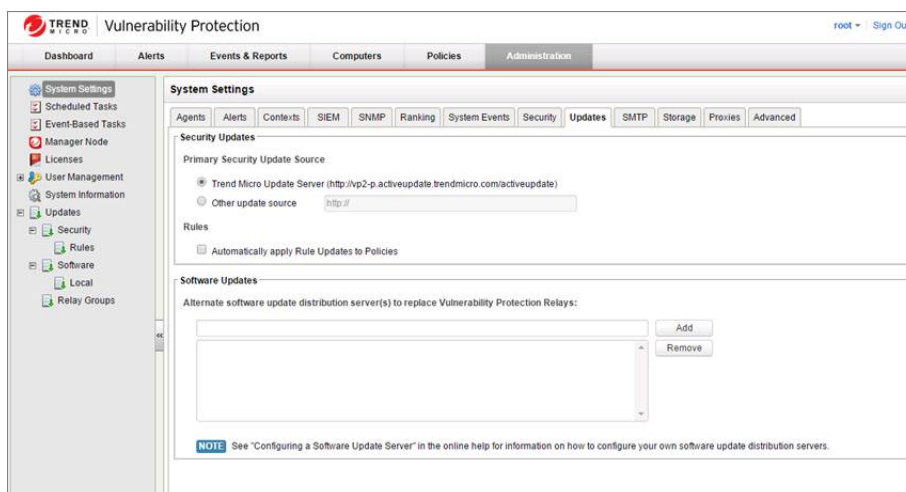 TREND MICRO Vulnerability Protection root Sign Ou
Dashboard Alerts Events & Reports Computers Policies Administration
System Settings
Scheduled Tasks
Event-Based Tasks
Manager Node
Licenses
User Management
System Information
Updates
Security
Rules
Software
Local
Relay Groups
System Settings
Agents Alerts Contexts SIEM SNMP Ranking System Events Security Updates SMTP Storage Proxies Advanced
Security Updates
Primary Security Update Source
Trend Micro Update Server (http://vp2-p.activeupdate.trendmicro.com/activeupdate)
Other update source http://
Rules
Automatically apply Rule Updates to Policies
Software Updates
Alternate software update distribution server(s) to replace Vulnerability Protection Relays:
Add
Remove
NOTE See "Configuring a Software Update Server" in the online help for information on how to configure your own software update distribution servers.